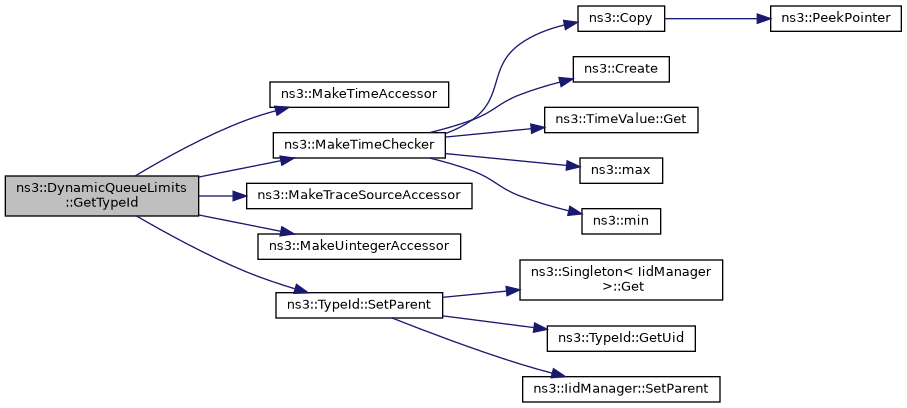 ns3::DynamicQueueLimits
::GetTypeId
ns3::MakeTimeAccessor
ns3::MakeTimeChecker
ns3::MakeTraceSourceAccessor
ns3::MakeUintegerAccessor
ns3::TypeId::SetParent
ns3::Copy
ns3::PeekPointer
ns3::Create
ns3::TimeValue::Get
ns3::max
ns3::min
ns3::Singleton< IidManager
>::Get
ns3::TypeId::GetUid
ns3::IidManager::SetParent